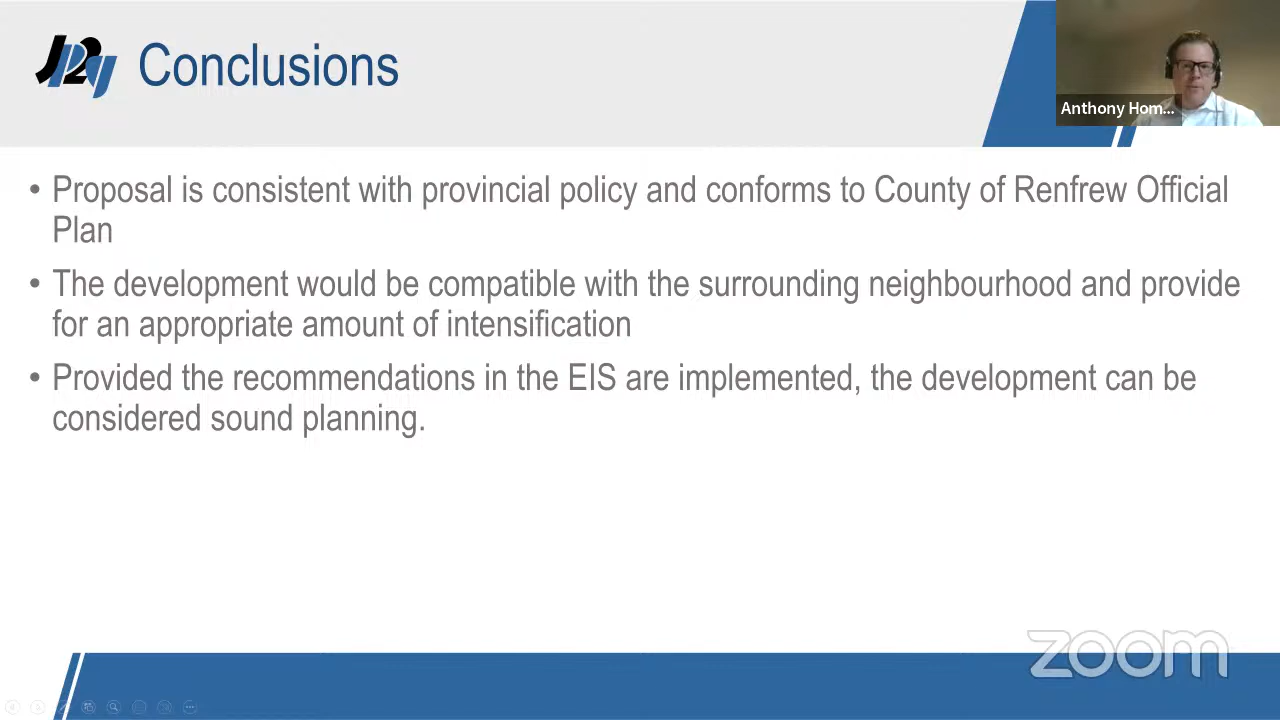 JP2g Conclusions
Anthony Hom...
• Proposal is consistent with provincial policy and conforms to County of Renfrew Official
Plan
• The development would be compatible with the surrounding neighbourhood and provide
for an appropriate amount of intensification
• Provided the recommendations in the EIS are implemented, the development can be
considered sound planning.
zoom